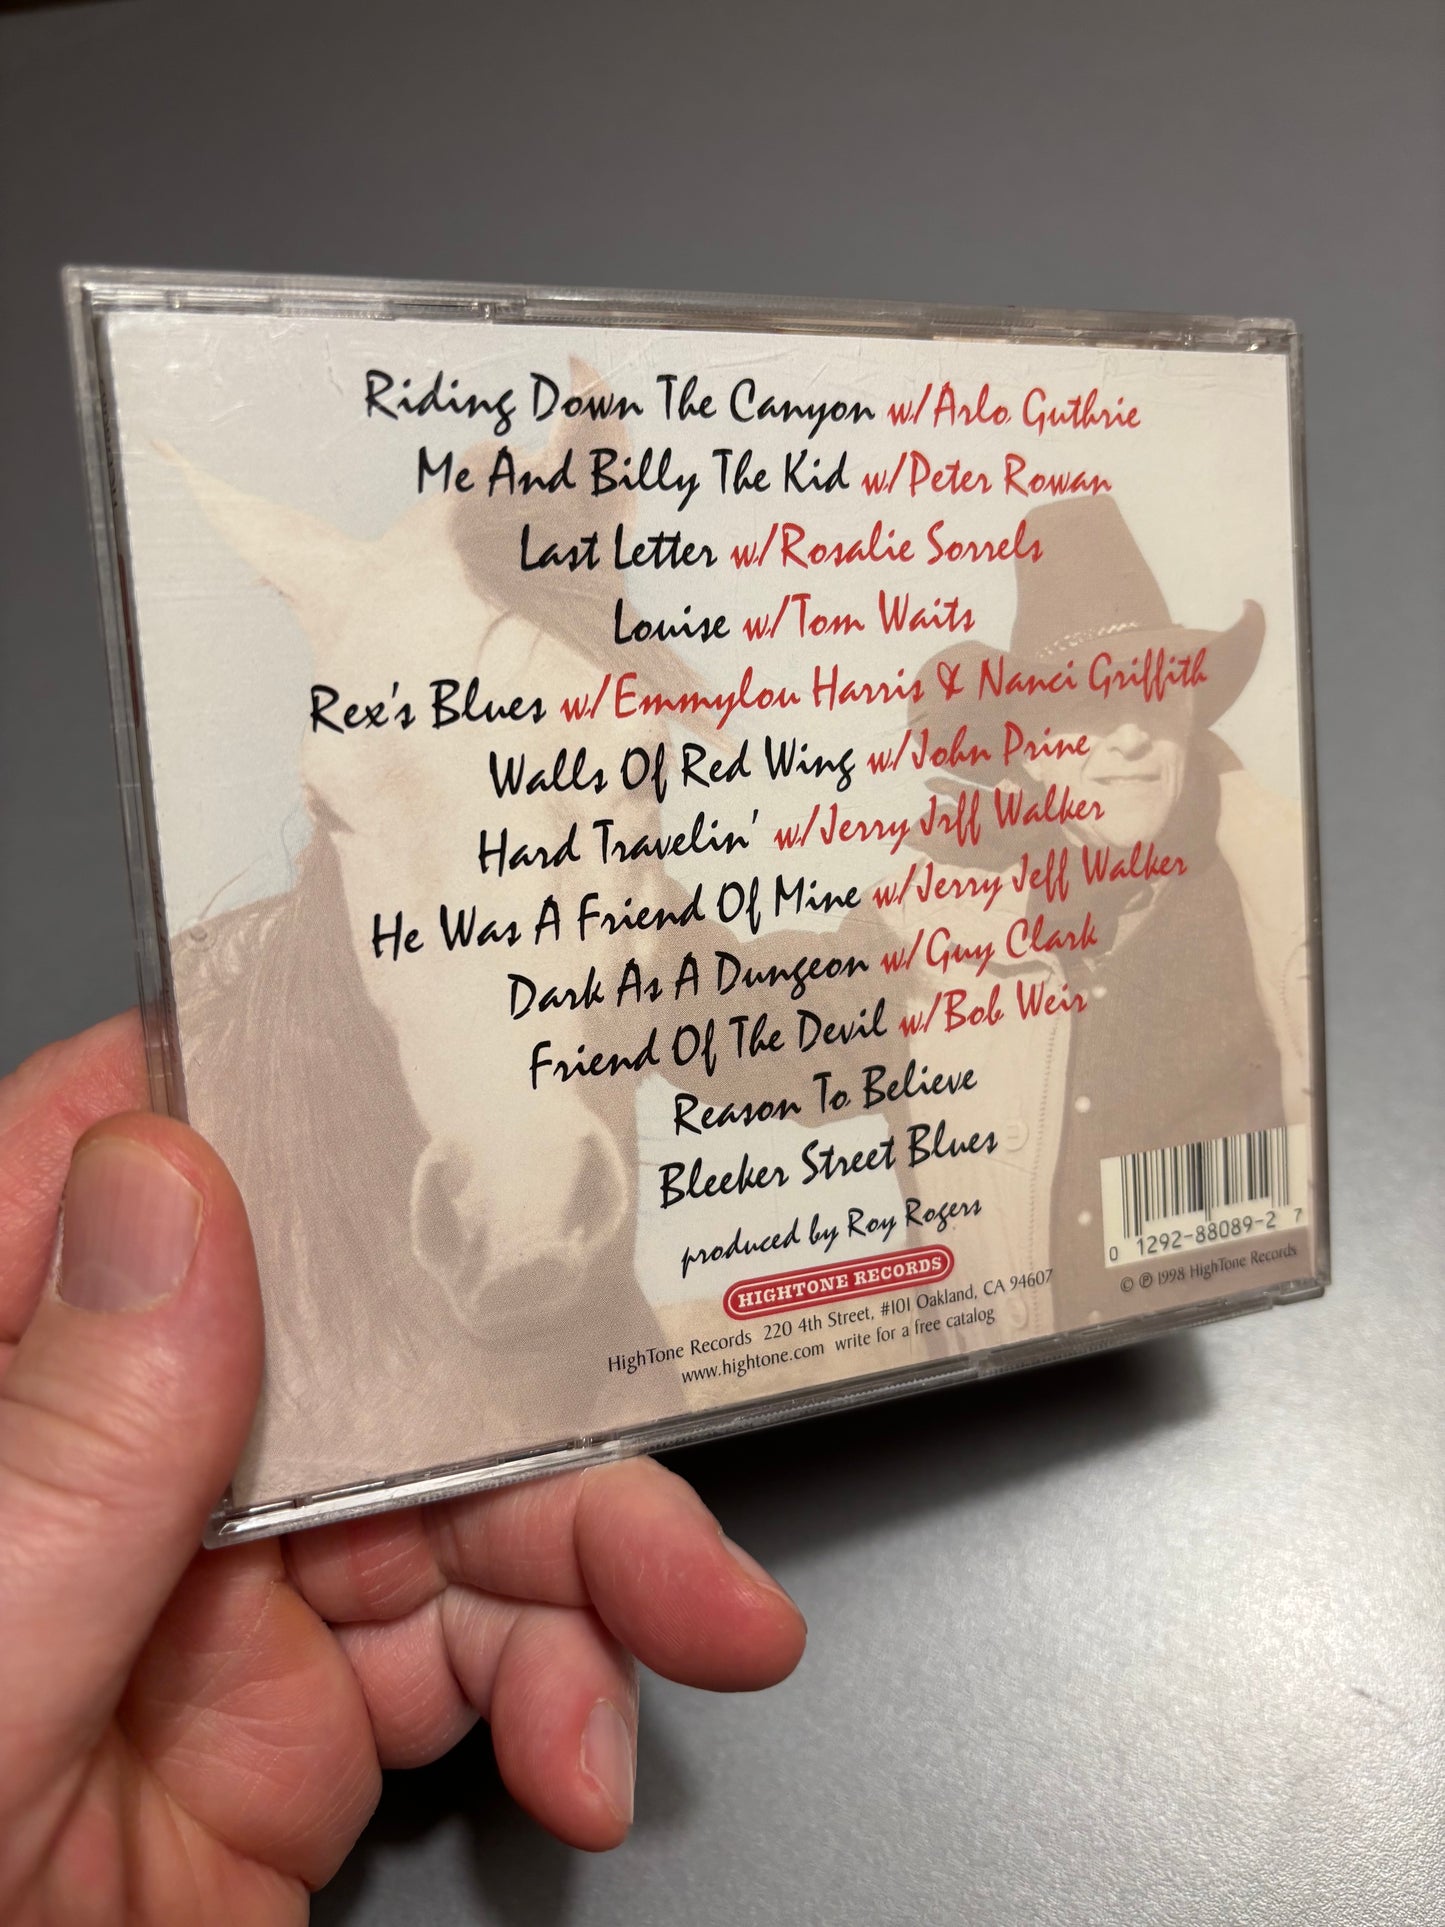 Riding Down The Canyon w/Arlo Guthrie
Me And Billy The Kid w/Peter Rowan
Last Letter w/Rosalie Sorrels
Louise w/Tom Waits
Rex's Blues w/Emmylou Harris & Nanci Griffith
Walls Of Red Wing w/John Prine
Hard Travelin' w/Jerry Jeff Walker
He Was A Friend Of Mine w/Jerry Jeff Walker
Dark As A Dungeon w/Guy Clark
Friend Of The Devil w/Bob Weir
Reason To Believe
Bleeker Street Blues
produced by Roy Rogers
HIGHTONE RECORDS
HighTone Records 220 4th Street, #101 Oakland, CA 94607
www.hightone.com write for a free catalog
0 1292-88089-2 7
© ℗ 1998 HighTone Records